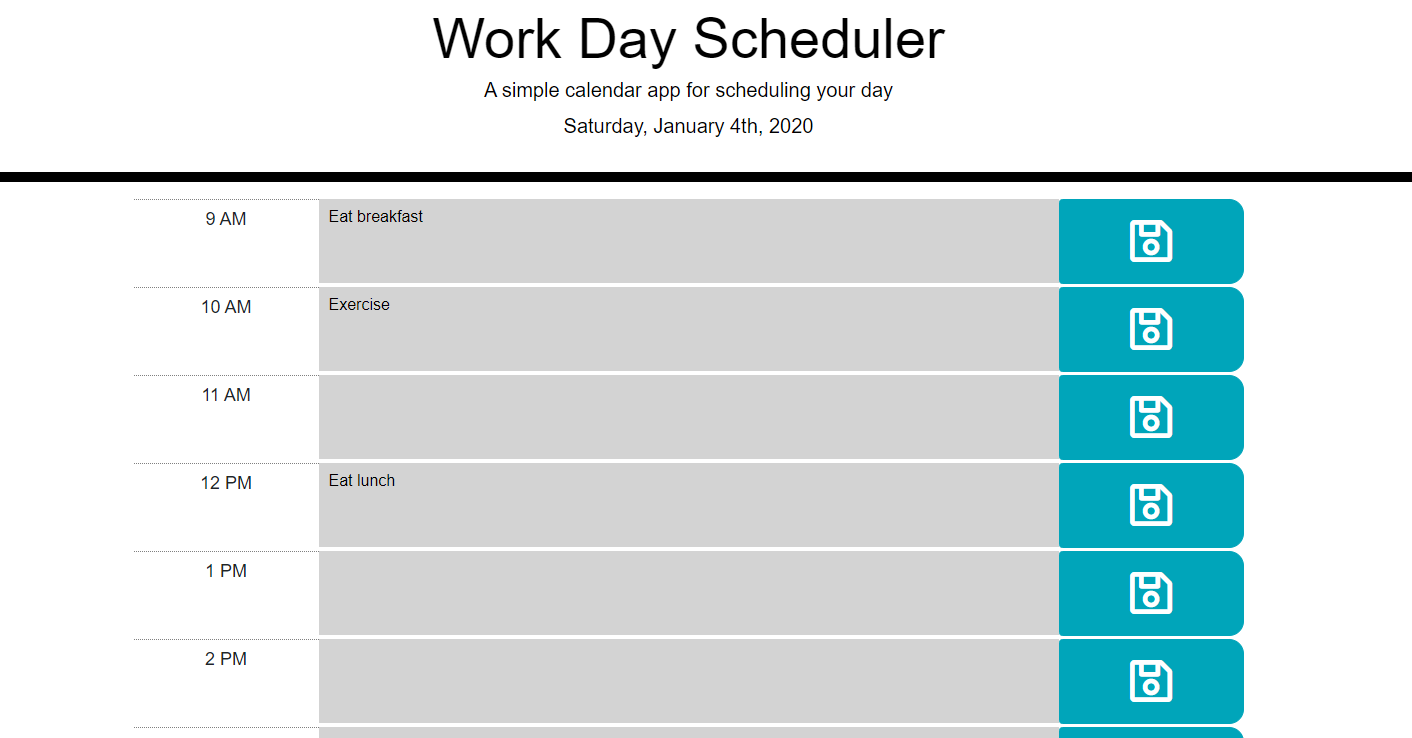 Work Day Scheduler
A simple calendar app for scheduling your day
Saturday, January 4th, 2020
9 AM
Eat breakfast
10 AM
Exercise
11 AM
12 PM
Eat lunch
1 PM
2 PM